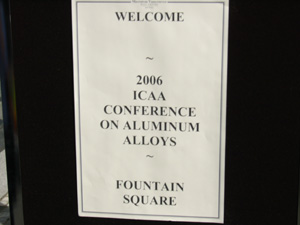 WELCOME
~
2006
ICAA
CONFERENCE
ON ALUMINUM
ALLOYS
~
FOUNTAIN
SQUARE